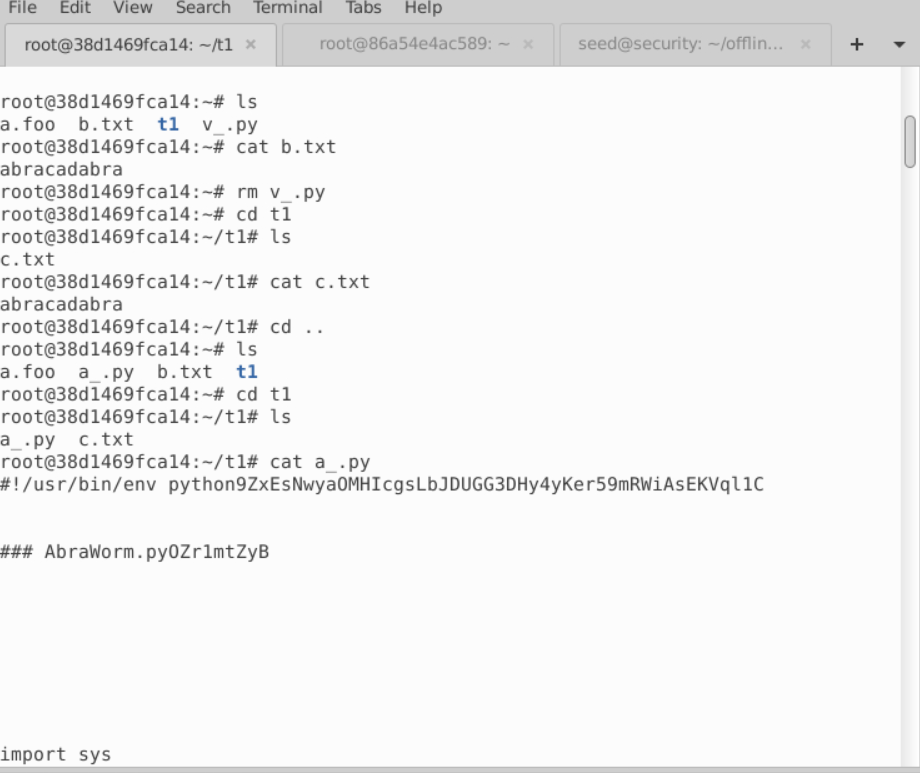 File Edit View Search Terminal Tabs Help
root@38d1469fca14: ~/t1 × root@86a54e4ac589: ~ × seed@security: ~/offlin... × +
root@38d1469fca14:~# ls
a.foo  b.txt  t1  v_.py
root@38d1469fca14:~# cat b.txt
abracadabra
root@38d1469fca14:~# rm v_.py
root@38d1469fca14:~# cd t1
root@38d1469fca14:~/t1# ls
c.txt
root@38d1469fca14:~/t1# cat c.txt
abracadabra
root@38d1469fca14:~/t1# cd ..
root@38d1469fca14:~# ls
a.foo  a_.py  b.txt  t1
root@38d1469fca14:~# cd t1
root@38d1469fca14:~/t1# ls
a_.py  c.txt
root@38d1469fca14:~/t1# cat a_.py
#!/usr/bin/env python9ZxEsNwyaOMHIcgsLbJDUGG3DHy4yKer59mRWiAsEKVql1C
### AbraWorm.pyOZr1mtZyB
import sys